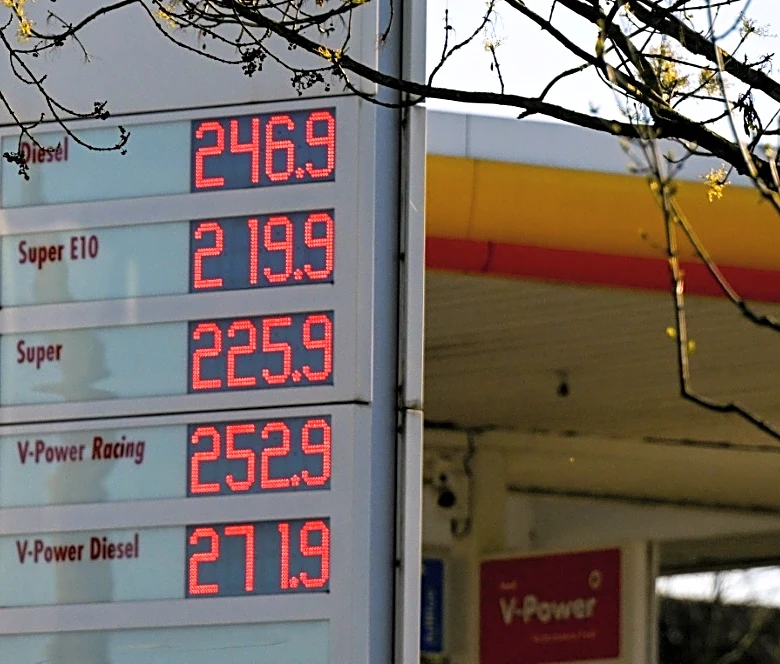 Diesel 246.9
Super E10 219.9
Super 225.9
V-Power Racing 252.9
V-Power Diesel 271.9
V-Power